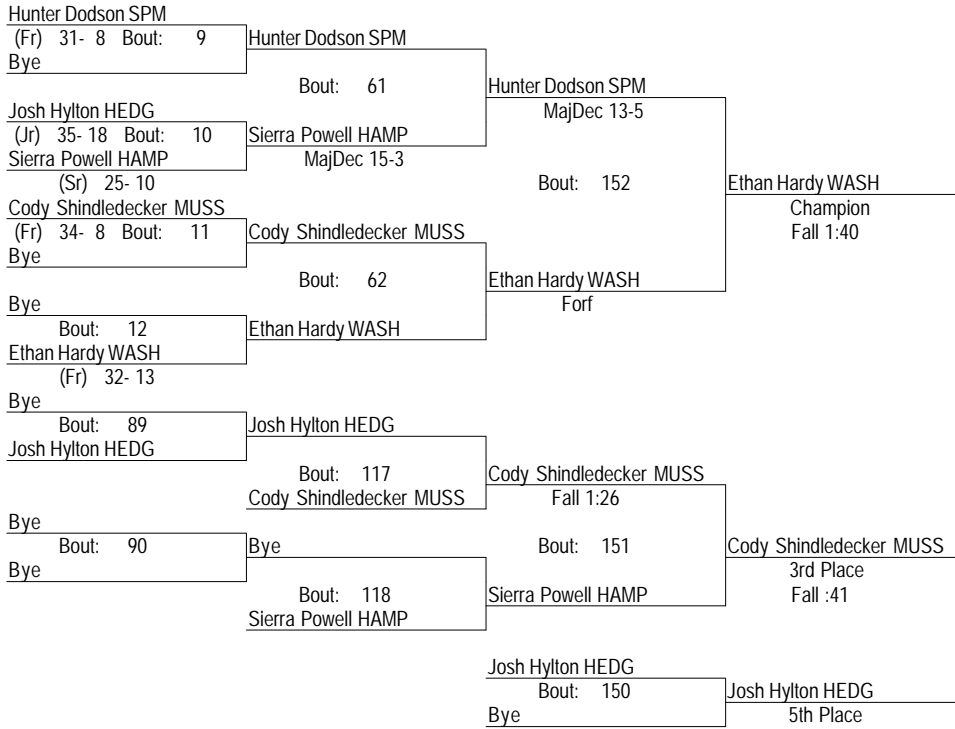 Hunter Dodson SPM
(Fr) 31- 8 Bout: 9 Hunter Dodson SPM
Bye
Bout: 61 Hunter Dodson SPM
Josh Hylton HEDG MajDec 13-5
(Jr) 35- 18 Bout: 10 Sierra Powell HAMP
Sierra Powell HAMP MajDec 15-3
(Sr) 25- 10 Bout: 152 Ethan Hardy WASH
Cody Shindledecker MUSS Champion
(Fr) 34- 8 Bout: 11 Cody Shindledecker MUSS Fall 1:40
Bye
Bout: 62 Ethan Hardy WASH
Bye Forf
Bout: 12 Ethan Hardy WASH
Ethan Hardy WASH
(Fr) 32- 13
Bye
Bout: 89 Josh Hylton HEDG
Josh Hylton HEDG
Bout: 117 Cody Shindledecker MUSS
Cody Shindledecker MUSS Fall 1:26
Bye
Bout: 90 Bye Bout: 151 Cody Shindledecker MUSS
Bye 3rd Place
Bout: 118 Sierra Powell HAMP Fall :41
Sierra Powell HAMP
Josh Hylton HEDG
Bout: 150 Josh Hylton HEDG
Bye 5th Place